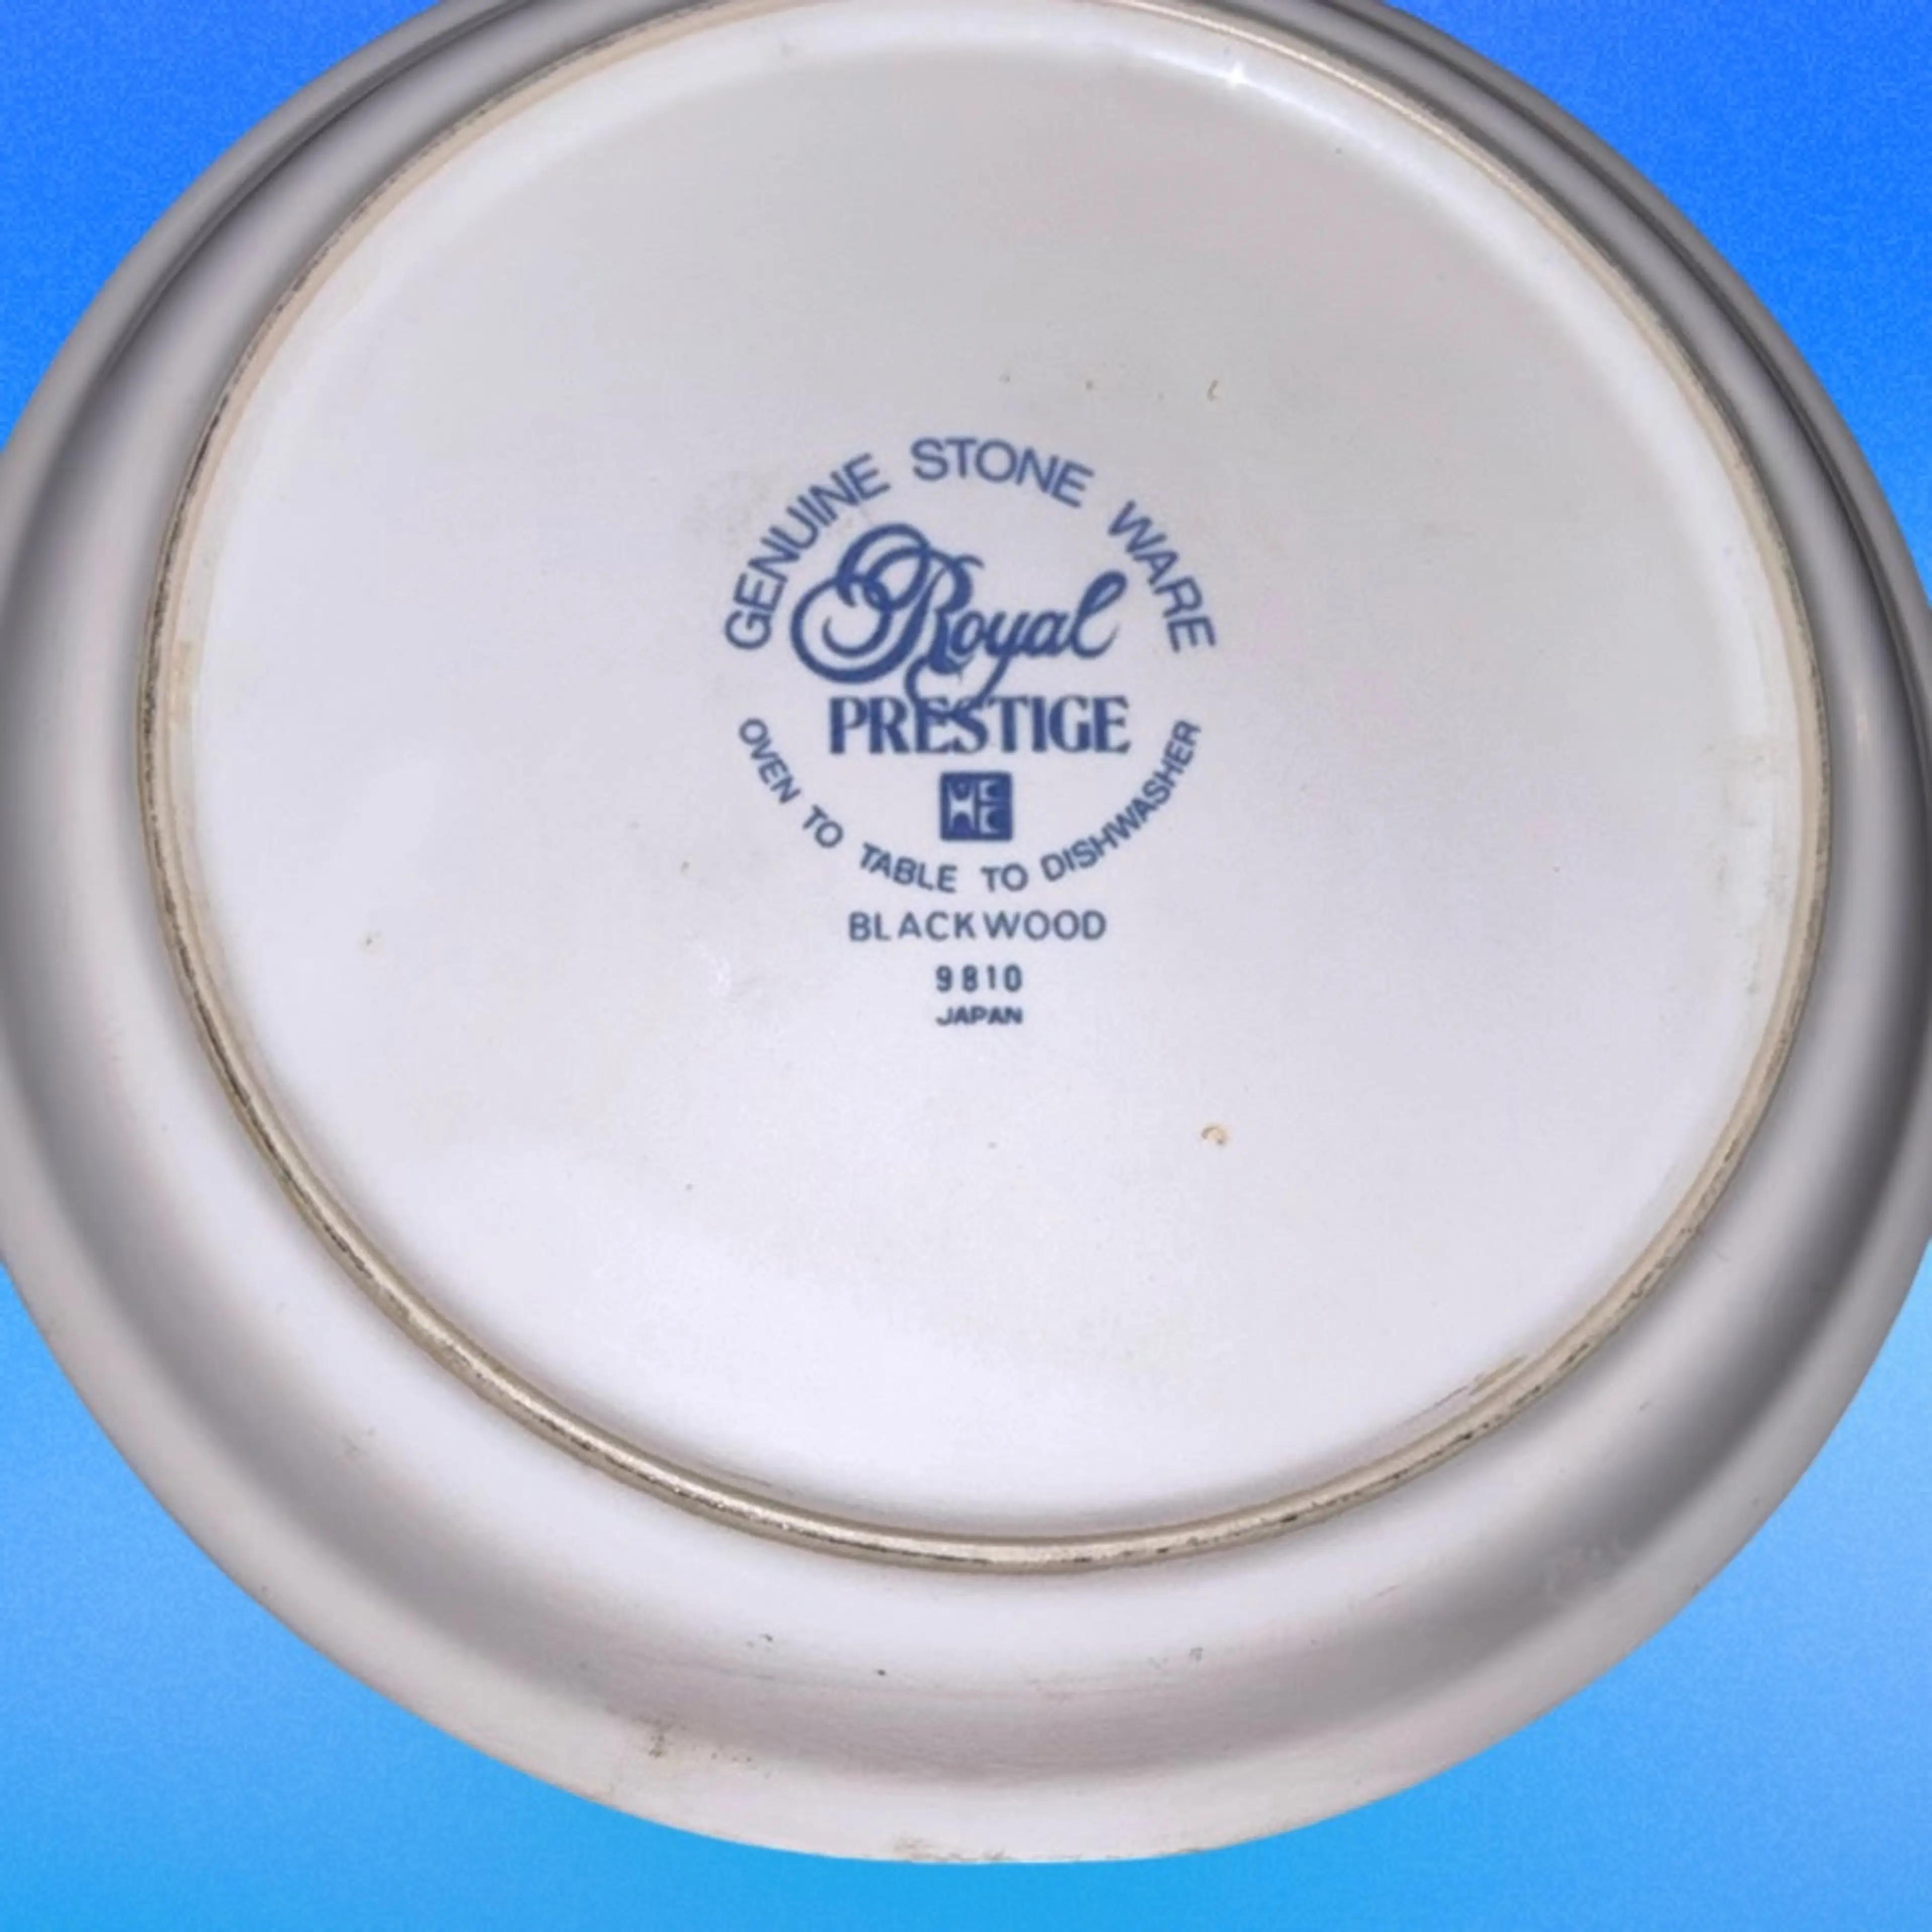 GENUINE STONE WARE
Royal
PRESTIGE
OVEN TO TABLE TO DISHWASHER
BLACKWOOD
9810
JAPAN